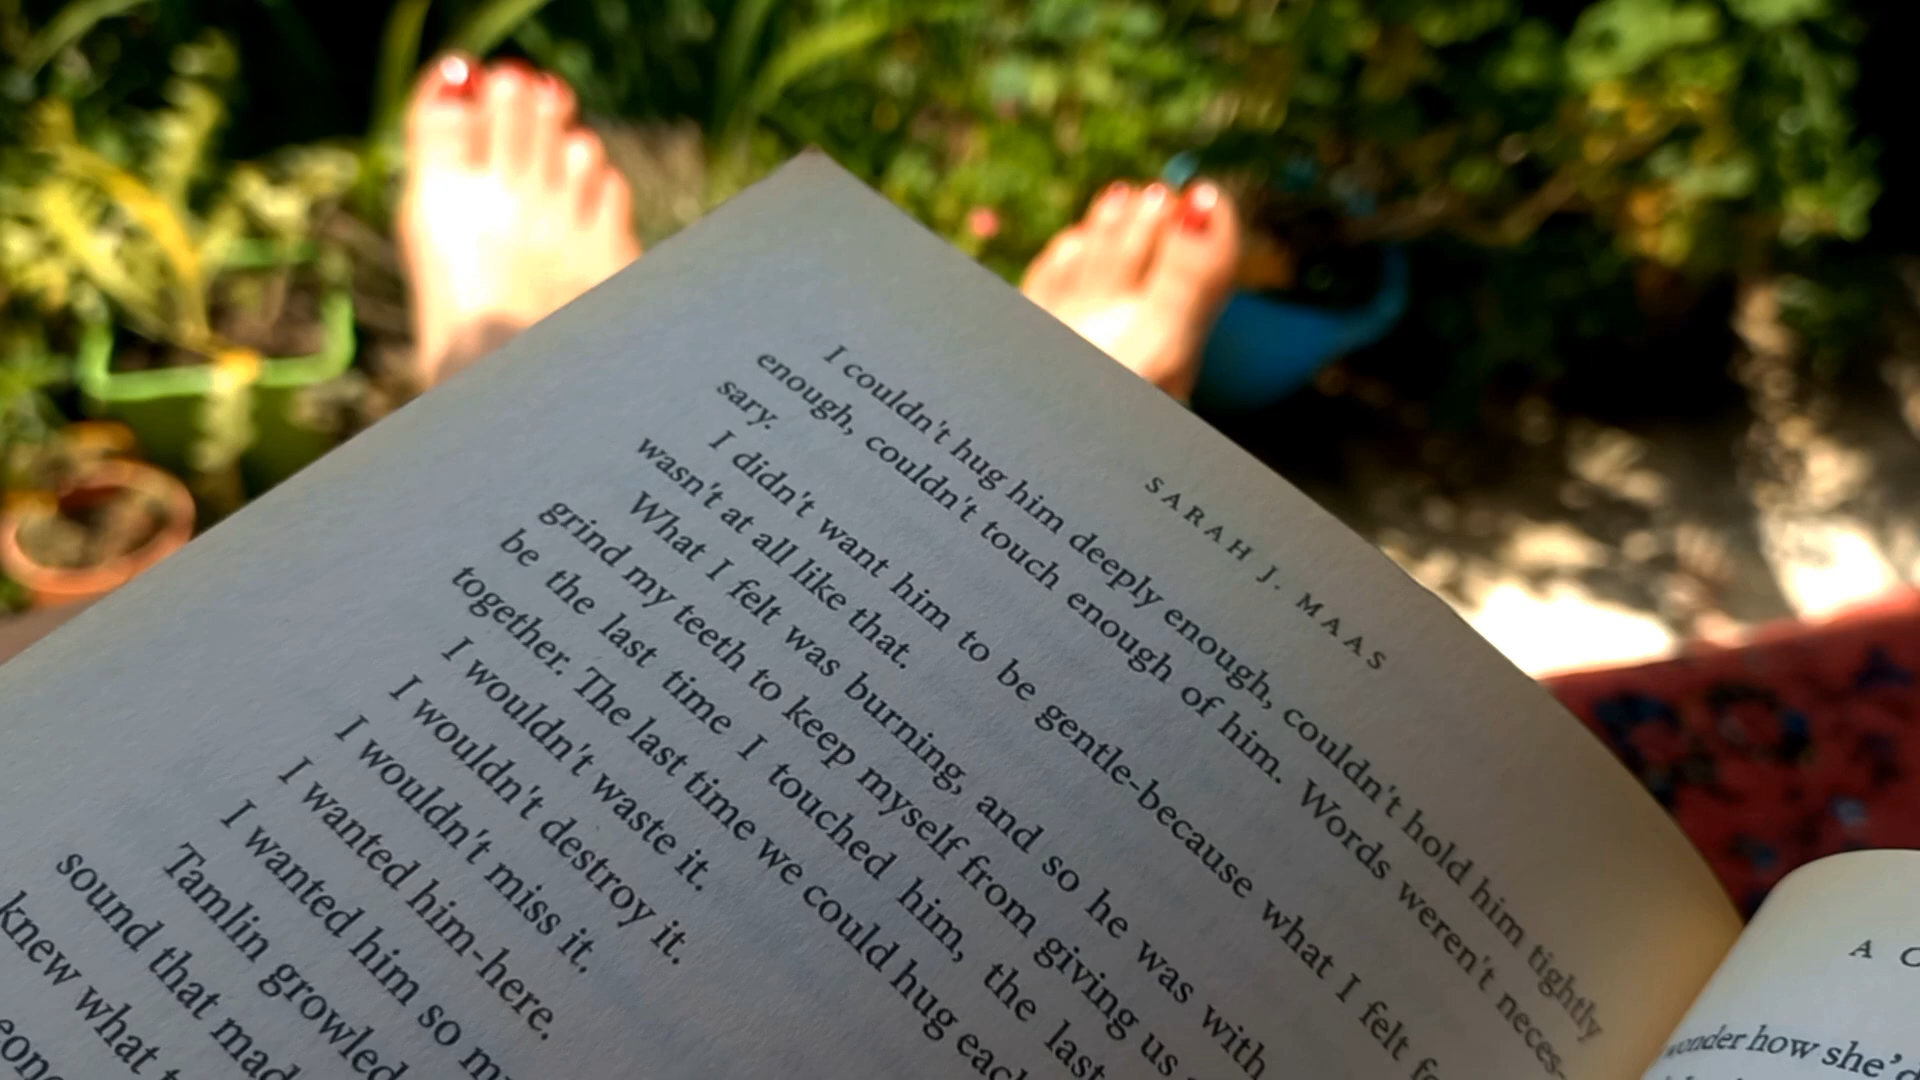 SARAH J. MAAS
I couldn't hug him deeply enough, couldn't hold him tightly
enough, couldn't touch enough of him. Words weren't neces-
sary.
I didn't want him to be gentle-because what I felt
wasn't at all like that.
What I felt was burning, and so he was with
grind my teeth to keep myself from giving us
be the last time I touched him, the last
together. The last time we could hug each
I wouldn't waste it.
I wouldn't destroy it.
I wouldn't miss it.
I wanted him-here.
I wanted him so
Tamlin growled
sound that made
knew what
A
wonder how she'd